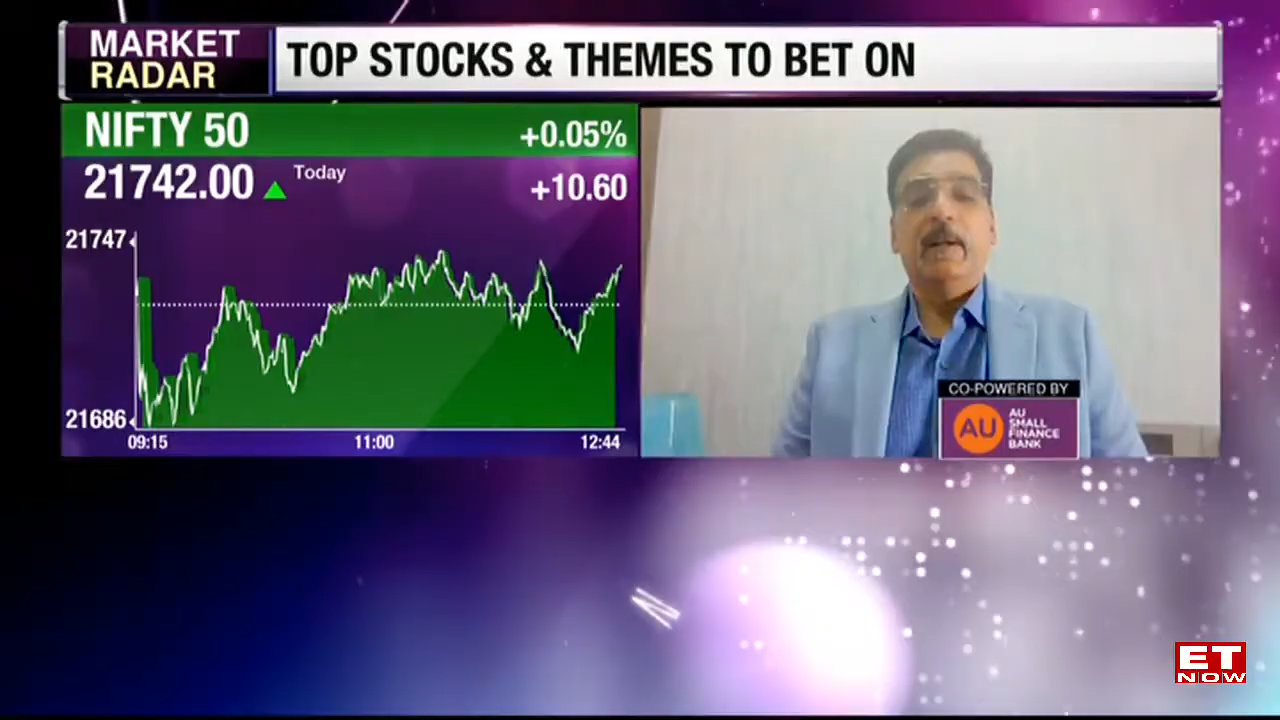 MARKET
RADAR
TOP STOCKS & THEMES TO BET ON
NIFTY 50
+0.05%
21742.00
Today
+10.60
21747
21686
09:15
11:00
12:44
CO-POWERED BY
AU
AU
SMALL
FINANCE
BANK
N
ET
NOW